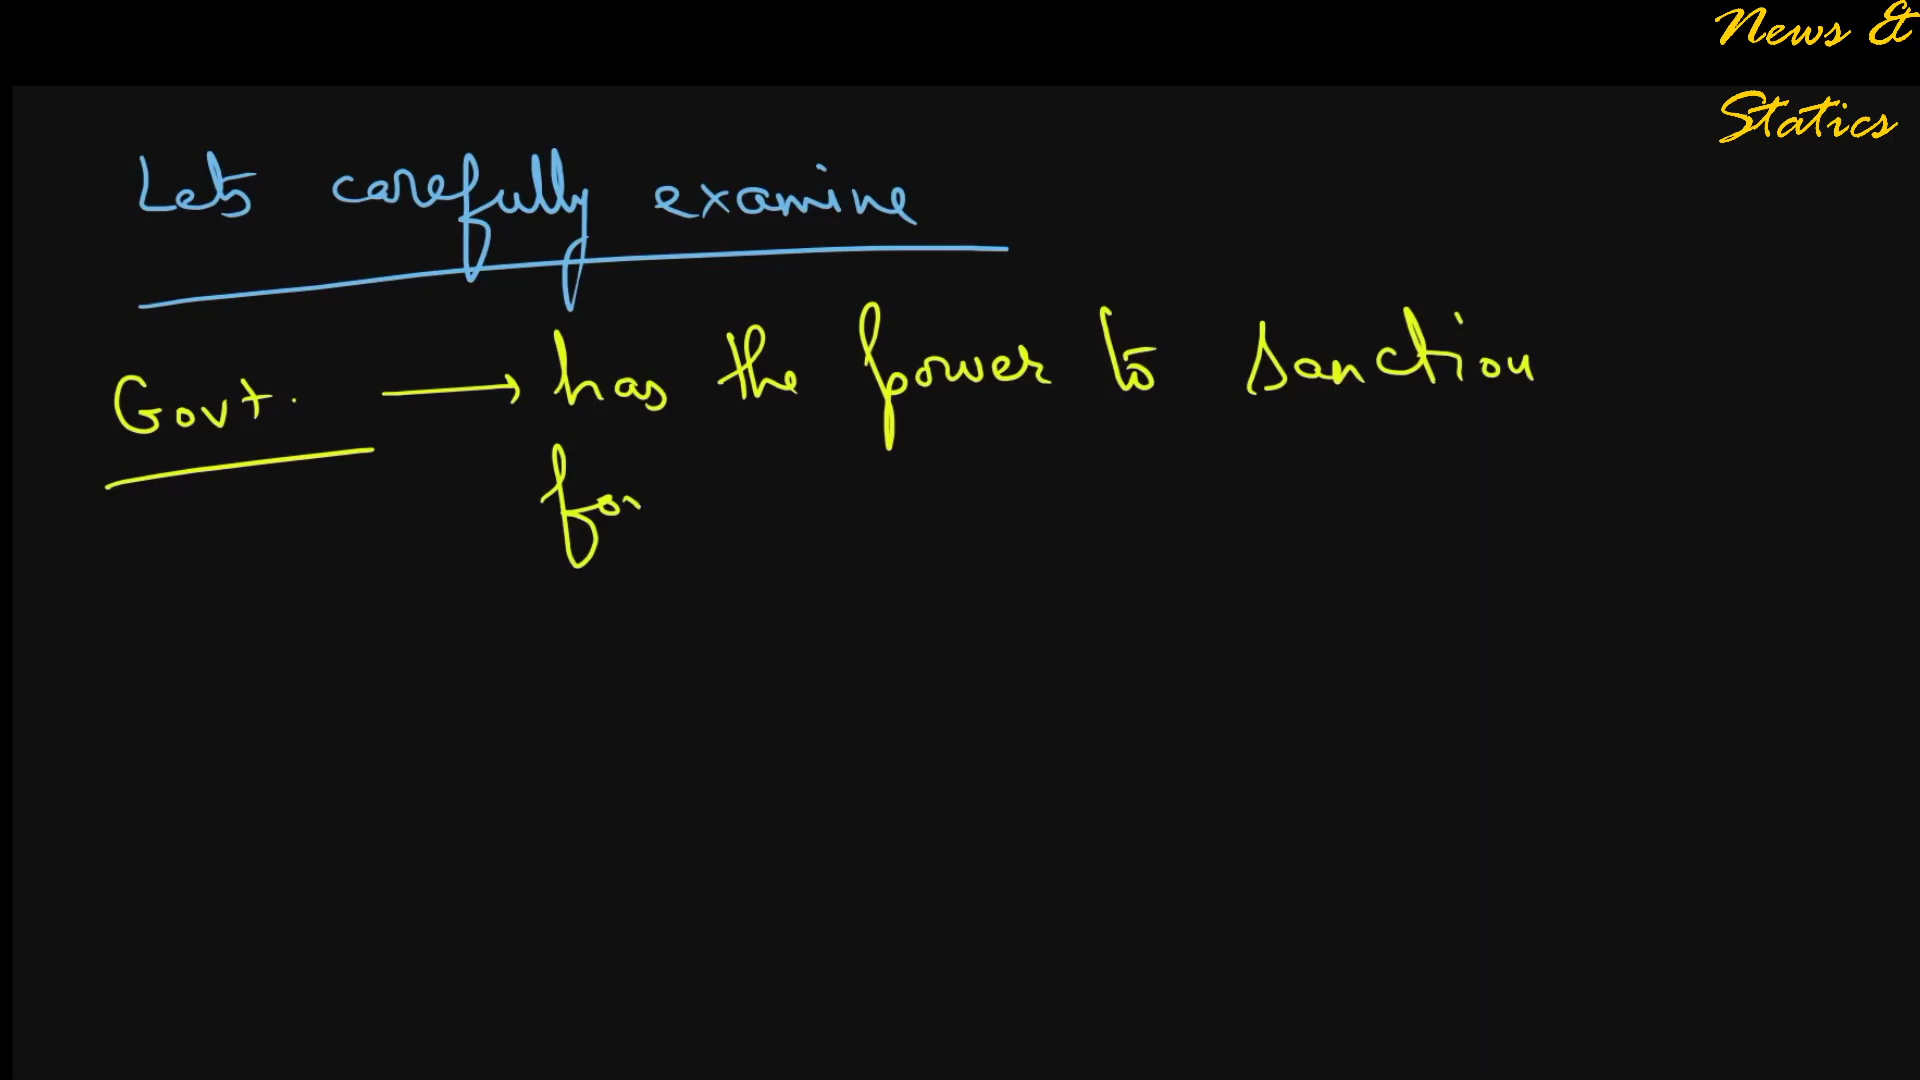 News &
Statics
Lets carefully examine
Govt. → has the power to sanction
for